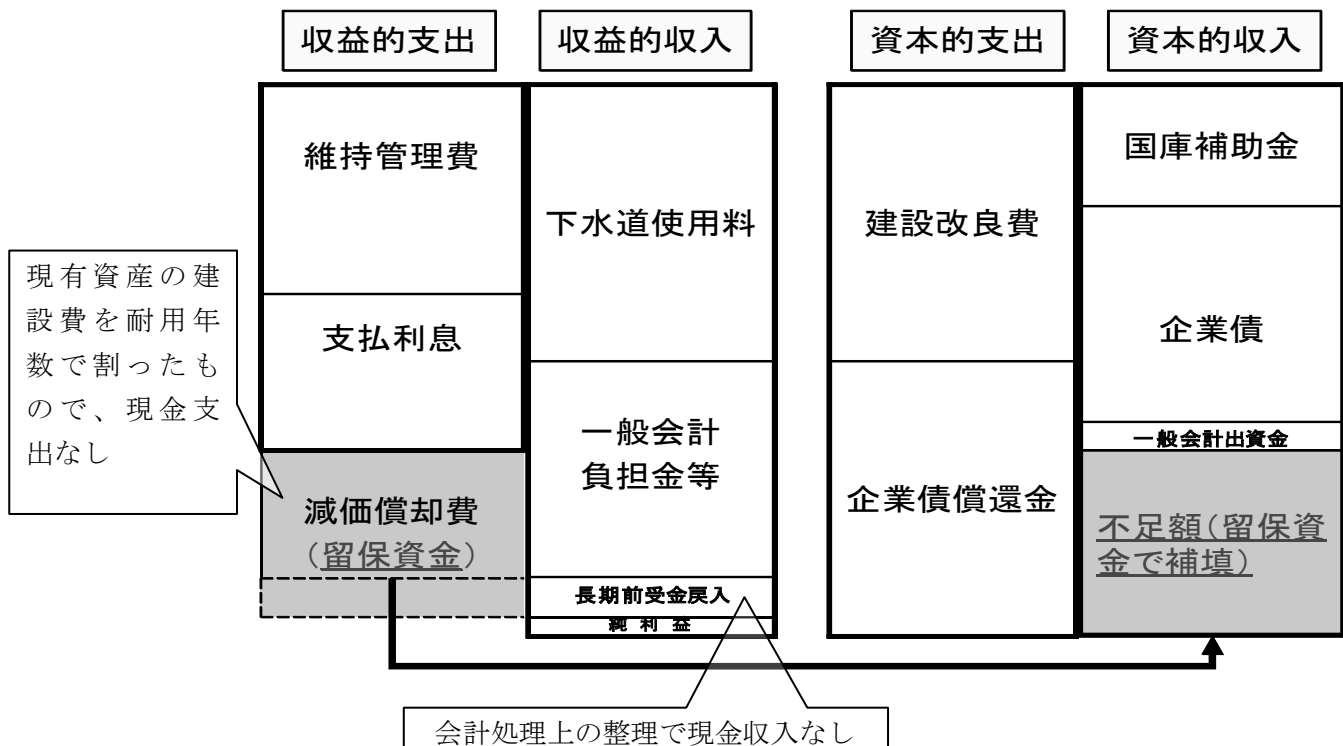 収益的支出
収益的収入
資本的支出
資本的収入
維持管理費
支払利息
減価償却費
(留保資金)
下水道使用料
一般会計
負担金等
長期前受金戻入
純利益
建設改良費
企業債償還金
国庫補助金
企業債
一般会計出資金
不足額(留保資
金で補填)
現有資産の建
設費を耐用年
数で割ったも
ので、現金支
出なし
会計処理上の整理で現金収入なし